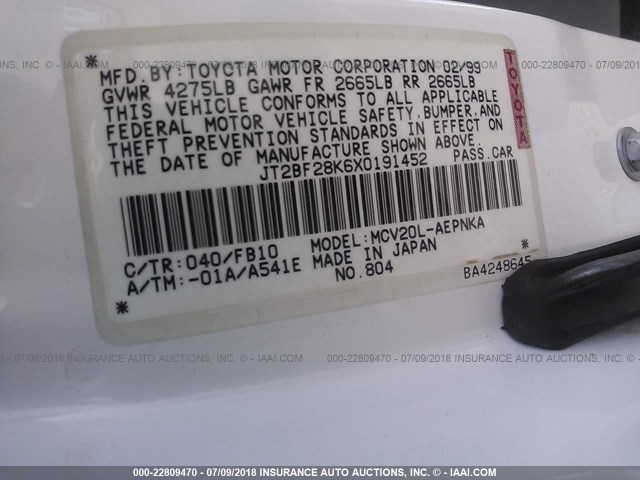 * MFD.BY:TOYOTA MOTOR CORPORATION 02/99
GVWR 4275LB GAWR FR 2665LB RR 2665LB
THIS VEHICLE CONFORMS TO ALL APPLICABLE
FEDERAL MOTOR VEHICLE SAFETY,BUMPER,AND
THEFT PREVENTION STANDARDS IN EFFECT ON
THE DATE OF MANUFACTURE SHOWN ABOVE.
JT2BF28K6X0191452 PASS.CAR
TOYOTA
C/TR:040/FB10 MODEL:MCV20L-AEPNKA
A/TM:-01A/A541E MADE IN JAPAN *
* NO.804 BA4248645
000-22809470 - 07/09/2018 INSURANCE AUTO AUCTIONS, INC. - © IAAI.COM